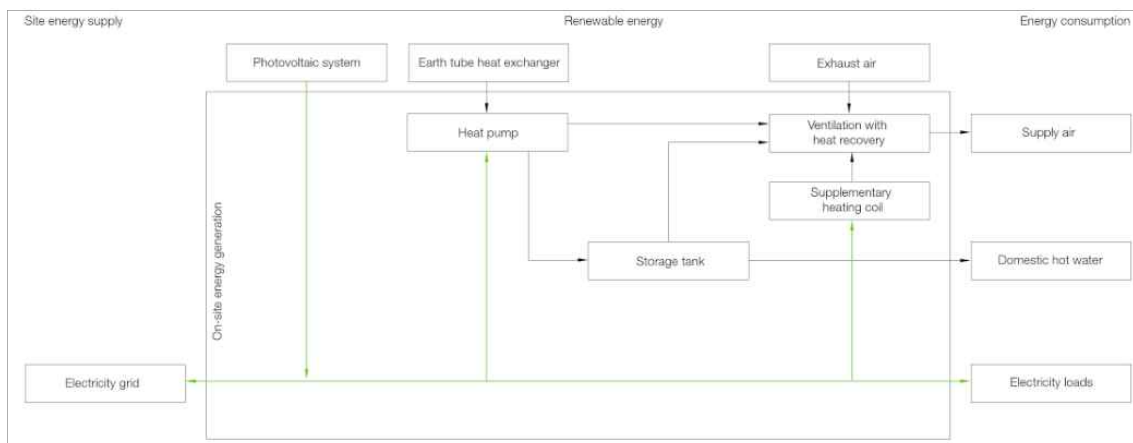 Site energy supply
Renewable energy
Energy consumption
Photovoltaic system
Earth tube heat exchanger
Exhaust air
Heat pump
Ventilation with
heat recovery
Supply air
Supplementary
heating coil
On-site energy generation
Storage tank
Domestic hot water
Electricity grid
Electricity loads